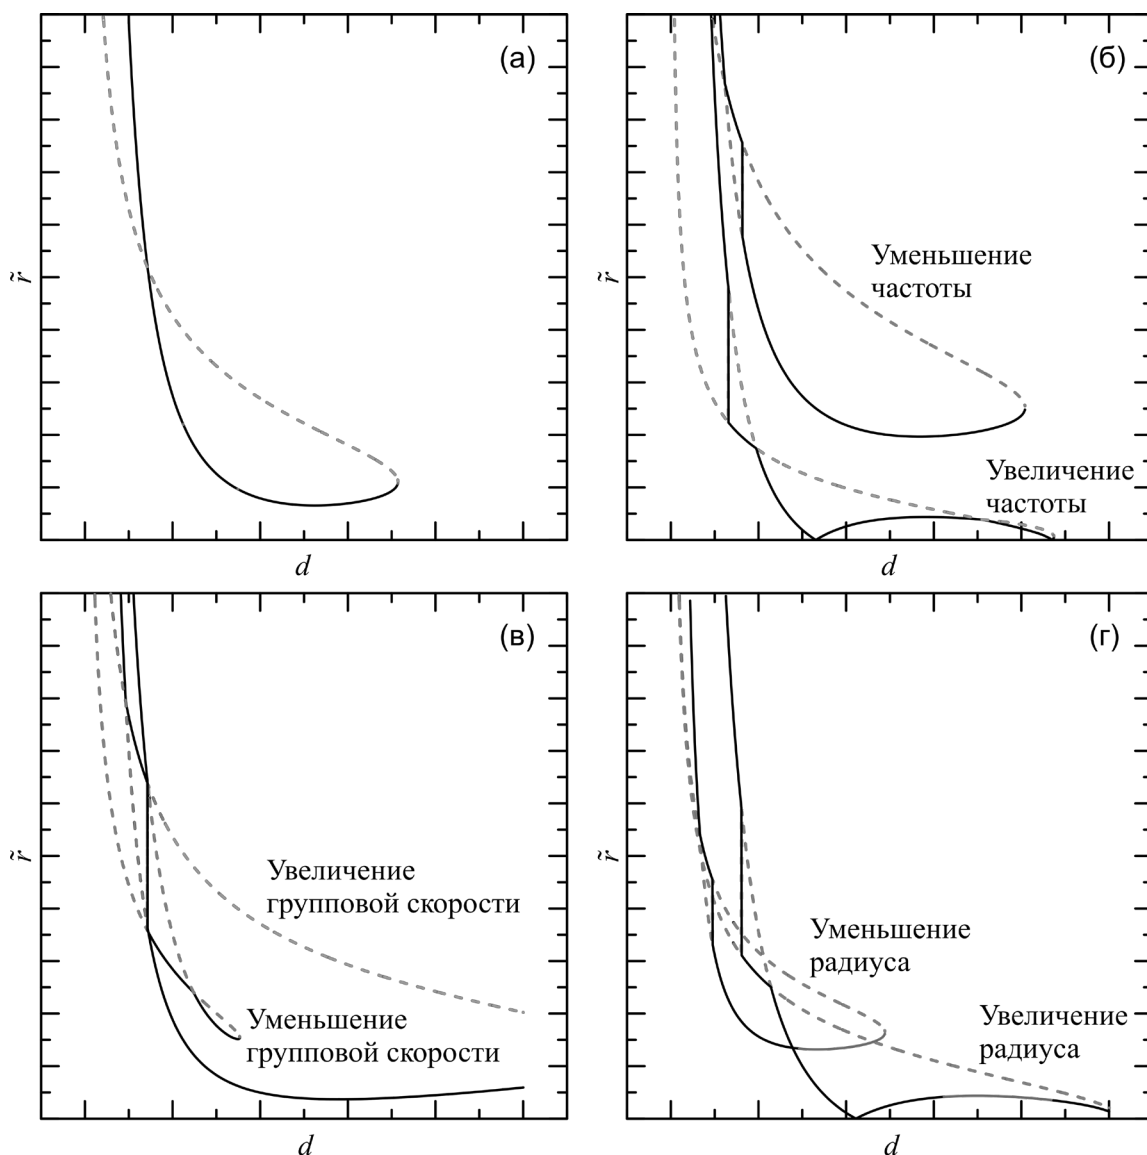 (а)
r̃
d
(б)
Уменьшение
частоты
Увеличение
частоты
r̃
d
(в)
Увеличение
групповой скорости
Уменьшение
групповой скорости
r̃
d
(г)
Уменьшение
радиуса
Увеличение
радиуса
r̃
d